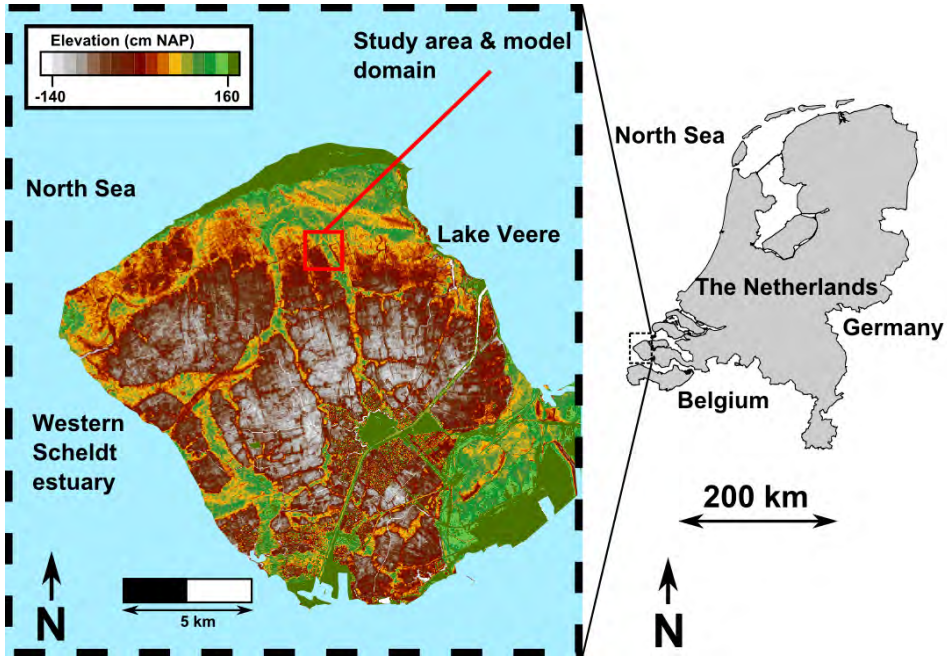 Elevation (cm NAP)
-140
160
Study area & model
domain
North Sea
Lake Veere
Western
Scheldt
estuary
N
5 km
North Sea
The Netherlands
Germany
Belgium
200 km
N